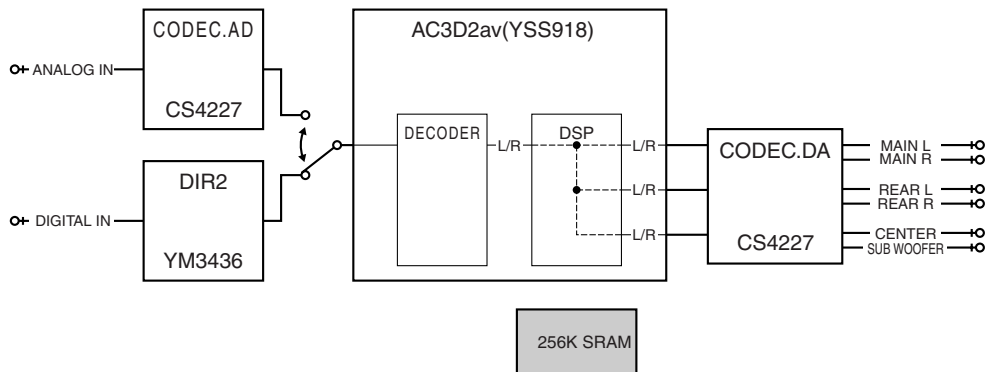 CODEC.AD
ANALOG IN
CS4227
DIR2
DIGITAL IN
YM3436
AC3D2av(YSS918)
DECODER
L/R
DSP
L/R
L/R
L/R
CODEC.DA
CS4227
MAIN L
MAIN R
REAR L
REAR R
CENTER
SUB WOOFER
256K SRAM